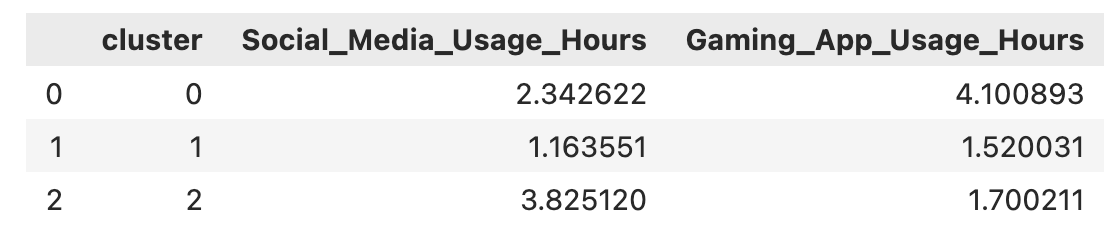 cluster Social_Media_Usage_Hours Gaming_App_Usage_Hours
0 0 2.342622 4.100893
1 1 1.163551 1.520031
2 2 3.825120 1.700211